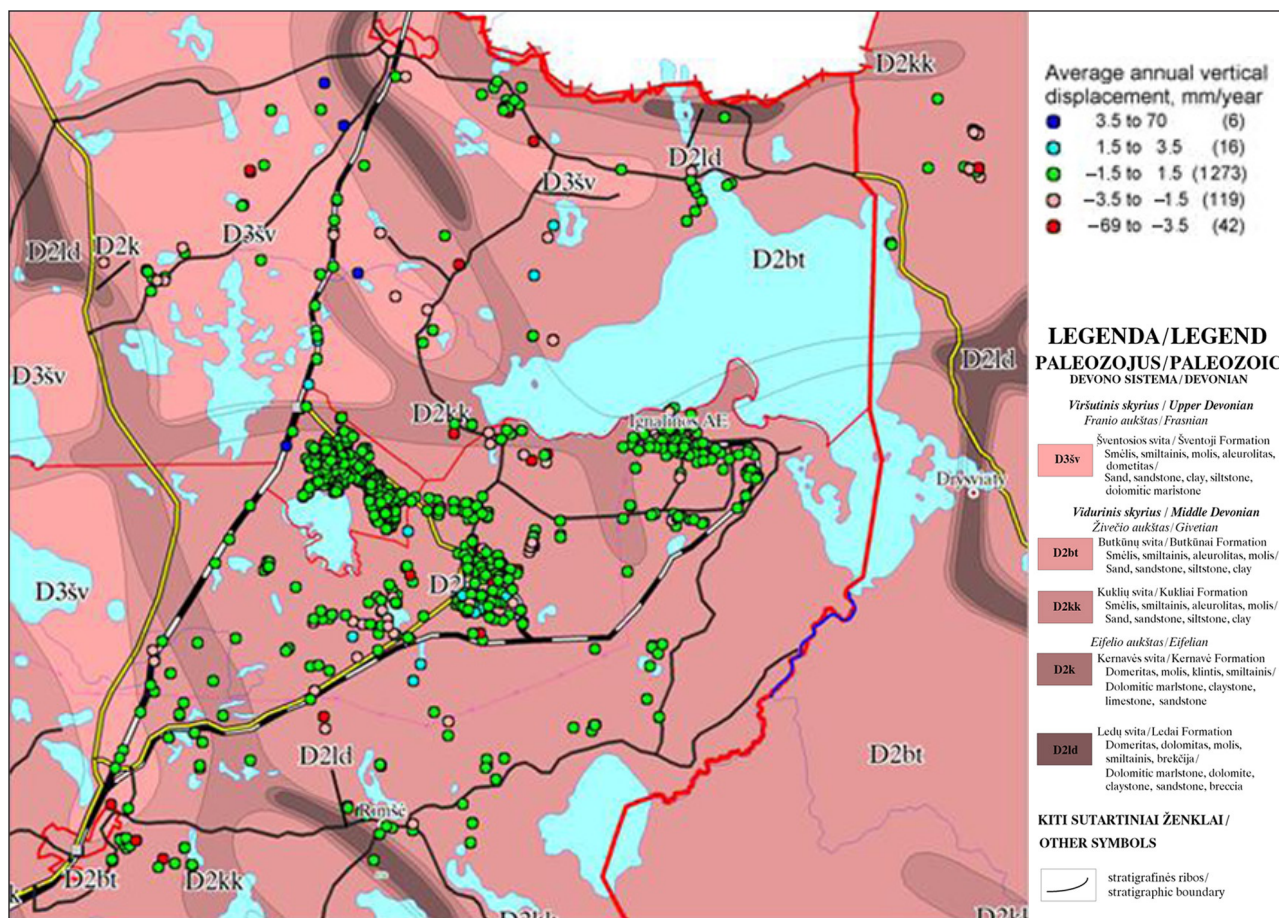 D2kk
D2ld
D3šv
D3šv
D2ld
D2k
D2bt
D2ld
D3šv
D2kk
Ignalinos AE
Drysviaty
D3šv
D2bt
D2ld
Rimšė
D2bt
D2kk
D2kk
Average annual vertical
displacement, mm/year
3.5 to 70 (6)
1.5 to 3.5 (16)
–1.5 to 1.5 (1273)
–3.5 to –1.5 (119)
–69 to –3.5 (42)
LEGENDA/LEGEND
PALEOZOJUS/PALEOZOIC
DEVONO SISTEMA/DEVONIAN
Viršutinis skyrius / Upper Devonian
Franio aukštas/Frasnian
D3šv
Šventosios svita/Šventoji Formation
Smėlis, smiltainis, molis, aleurolitas,
dometitas/
Sand, sandstone, clay, siltstone,
dolomitic marlstone
Vidurinis skyrius / Middle Devonian
Živečio aukštas/Givetian
D2bt
Butkūnų svita/Butkūnai Formation
Smėlis, smiltainis, aleurolitas, molis/
Sand, sandstone, siltstone, clay
D2kk
Kuklių svita/Kukliai Formation
Smėlis, smiltainis, aleurolitas, molis/
Sand, sandstone, siltstone, clay
Eifelio aukštas/Eifelian
D2k
Kernavės svita/Kernavė Formation
Domeritas, molis, klintis, smiltainis/
Dolomitic marlstone, claystone,
limestone, sandstone
D2ld
Ledų svita/Ledai Formation
Domeritas, dolomitas, molis,
smiltainis, brekčija/
Dolomitic marlstone, dolomite,
claystone, sandstone, breccia
KITI SUTARTINIAI ŽENKLAI/
OTHER SYMBOLS
stratigrafinės ribos/
stratigraphic boundary